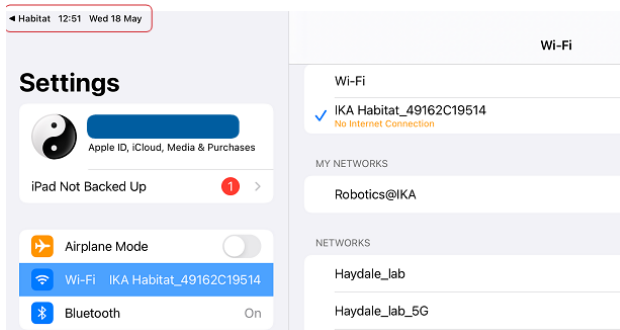 ◀ Habitat 12:51 Wed 18 May
Settings
Apple ID, iCloud, Media & Purchases
iPad Not Backed Up 1
Airplane Mode
Wi-Fi IKA Habitat_49162C19514
Bluetooth On
Wi-Fi
Wi-Fi
IKA Habitat_49162C19514
No Internet Connection
MY NETWORKS
Robotics@IKA
NETWORKS
Haydale_lab
Haydale_lab_5G